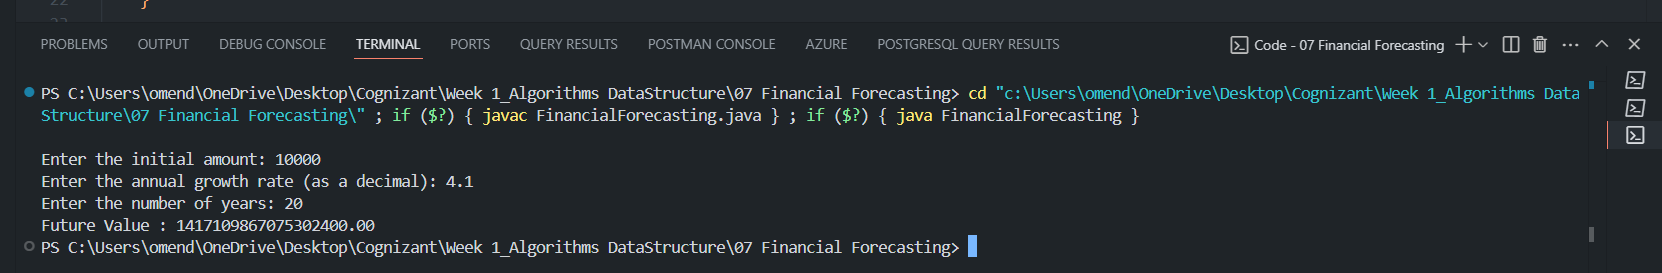 22 }
23
PROBLEMS OUTPUT DEBUG CONSOLE TERMINAL PORTS QUERY RESULTS POSTMAN CONSOLE AZURE POSTGRESQL QUERY RESULTS Code - 07 Financial Forecasting
PS C:\Users\omend\OneDrive\Desktop\Cognizant\Week 1_Algorithms DataStructure\07 Financial Forecasting> cd "c:\Users\omend\OneDrive\Desktop\Cognizant\Week 1_Algorithms Data
Structure\07 Financial Forecasting\" ; if ($?) { javac FinancialForecasting.java } ; if ($?) { java FinancialForecasting }
Enter the initial amount: 10000
Enter the annual growth rate (as a decimal): 4.1
Enter the number of years: 20
Future Value : 1417109867075302400.00
PS C:\Users\omend\OneDrive\Desktop\Cognizant\Week 1_Algorithms DataStructure\07 Financial Forecasting>